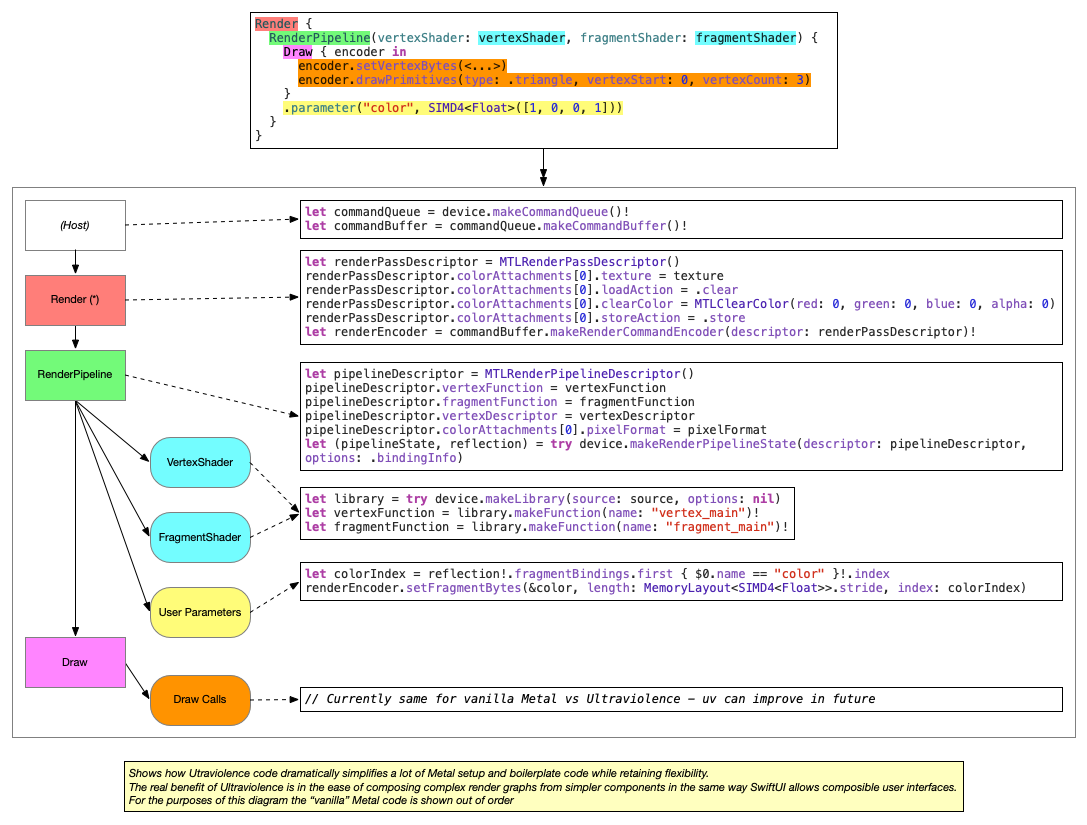 Render {
  RenderPipeline(vertexShader: vertexShader, fragmentShader: fragmentShader) {
    Draw { encoder in
      encoder.setVertexBytes(<...>)
      encoder.drawPrimitives(type: .triangle, vertexStart: 0, vertexCount: 3)
    }
    .parameter("color", SIMD4<Float>([1, 0, 0, 1]))
  }
}
(Host)
let commandQueue = device.makeCommandQueue()!
let commandBuffer = commandQueue.makeCommandBuffer()!
Render (*)
let renderPassDescriptor = MTLRenderPassDescriptor()
renderPassDescriptor.colorAttachments[0].texture = texture
renderPassDescriptor.colorAttachments[0].loadAction = .clear
renderPassDescriptor.colorAttachments[0].clearColor = MTLClearColor(red: 0, green: 0, blue: 0, alpha: 0)
renderPassDescriptor.colorAttachments[0].storeAction = .store
let renderEncoder = commandBuffer.makeRenderCommandEncoder(descriptor: renderPassDescriptor)!
RenderPipeline
let pipelineDescriptor = MTLRenderPipelineDescriptor()
pipelineDescriptor.vertexFunction = vertexFunction
pipelineDescriptor.fragmentFunction = fragmentFunction
pipelineDescriptor.vertexDescriptor = vertexDescriptor
pipelineDescriptor.colorAttachments[0].pixelFormat = pixelFormat
let (pipelineState, reflection) = try device.makeRenderPipelineState(descriptor: pipelineDescriptor,
options: .bindingInfo)
VertexShader
FragmentShader
let library = try device.makeLibrary(source: source, options: nil)
let vertexFunction = library.makeFunction(name: "vertex_main")!
let fragmentFunction = library.makeFunction(name: "fragment_main")!
User Parameters
let colorIndex = reflection!.fragmentBindings.first { $0.name == "color" }!.index
renderEncoder.setFragmentBytes(&color, length: MemoryLayout<SIMD4<Float>>.stride, index: colorIndex)
Draw
Draw Calls
// Currently same for vanilla Metal vs Ultraviolence – uv can improve in future
Shows how Utraviolence code dramatically simplifies a lot of Metal setup and boilerplate code while retaining flexibility.
The real benefit of Ultraviolence is in the ease of composing complex render graphs from simpler components in the same way SwiftUI allows composible user interfaces.
For the purposes of this diagram the “vanilla” Metal code is shown out of order